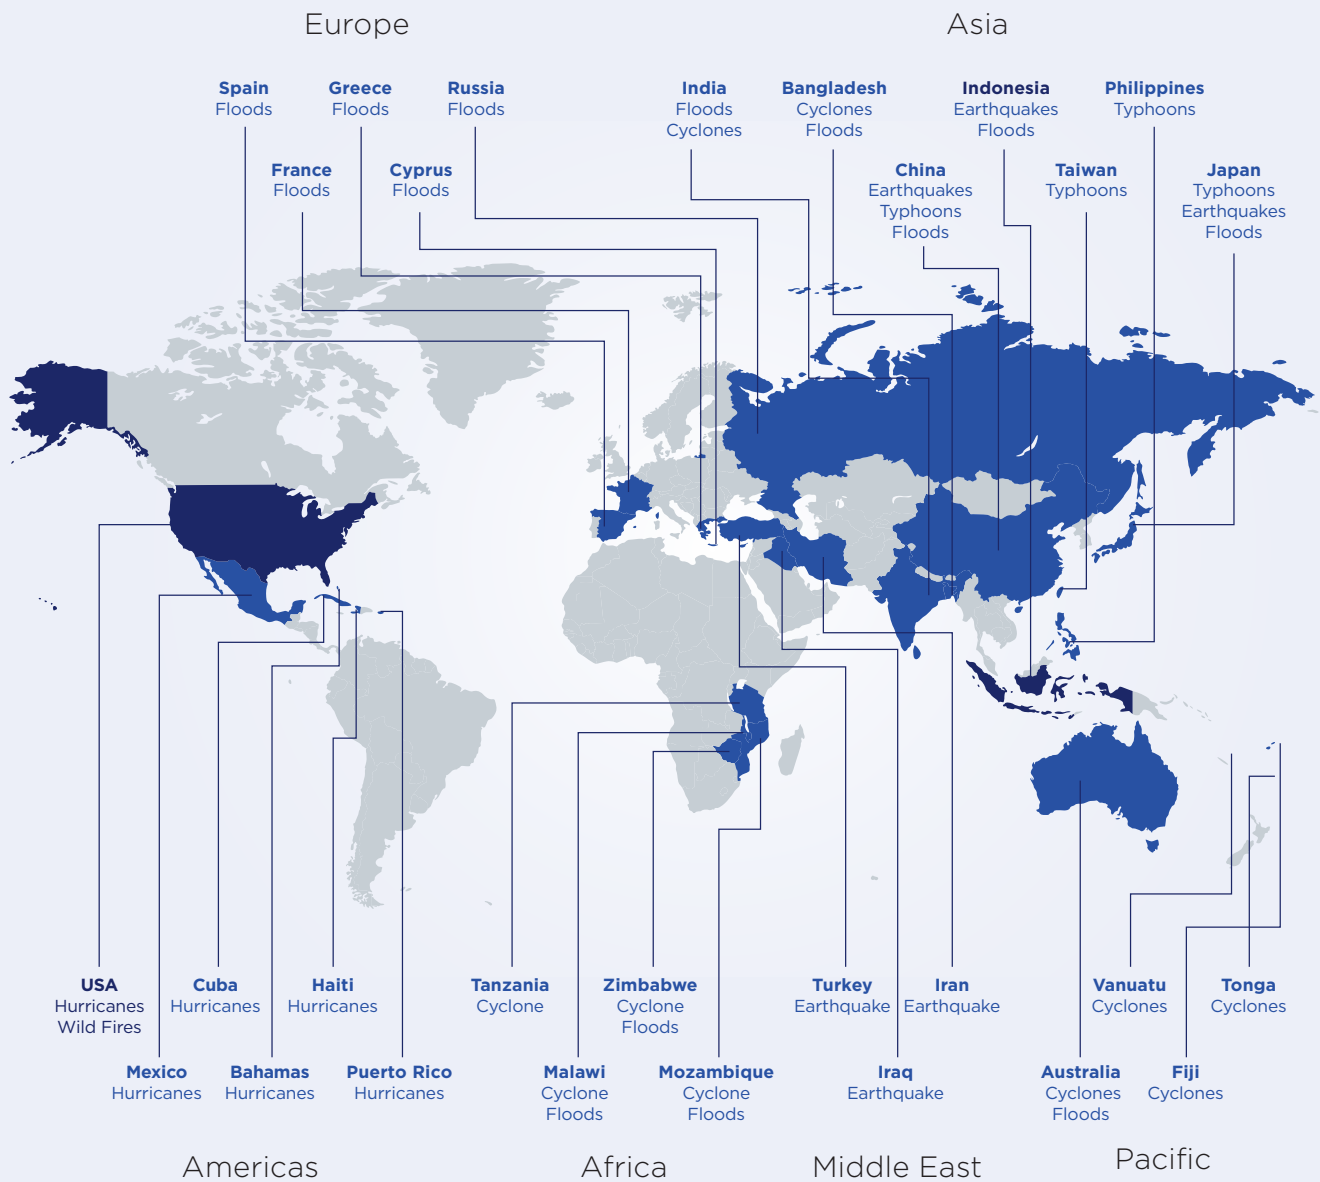 Europe
Asia
Spain
Floods
Greece
Floods
Russia
Floods
India
Floods
Cyclones
Bangladesh
Cyclones
Floods
Indonesia
Earthquakes
Floods
Philippines
Typhoons
France
Floods
Cyprus
Floods
China
Earthquakes
Typhoons
Floods
Taiwan
Typhoons
Japan
Typhoons
Earthquakes
Floods
USA
Hurricanes
Wild Fires
Cuba
Hurricanes
Haiti
Hurricanes
Tanzania
Cyclone
Zimbabwe
Cyclone
Floods
Turkey
Earthquake
Iran
Earthquake
Vanuatu
Cyclones
Tonga
Cyclones
Mexico
Hurricanes
Bahamas
Hurricanes
Puerto Rico
Hurricanes
Malawi
Cyclone
Floods
Mozambique
Cyclone
Floods
Iraq
Earthquake
Australia
Cyclones
Floods
Fiji
Cyclones
Americas
Africa
Middle East
Pacific